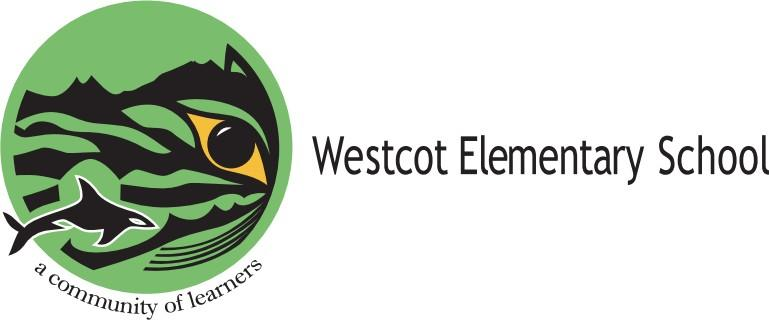 Westcot Elementary School
a community of learners